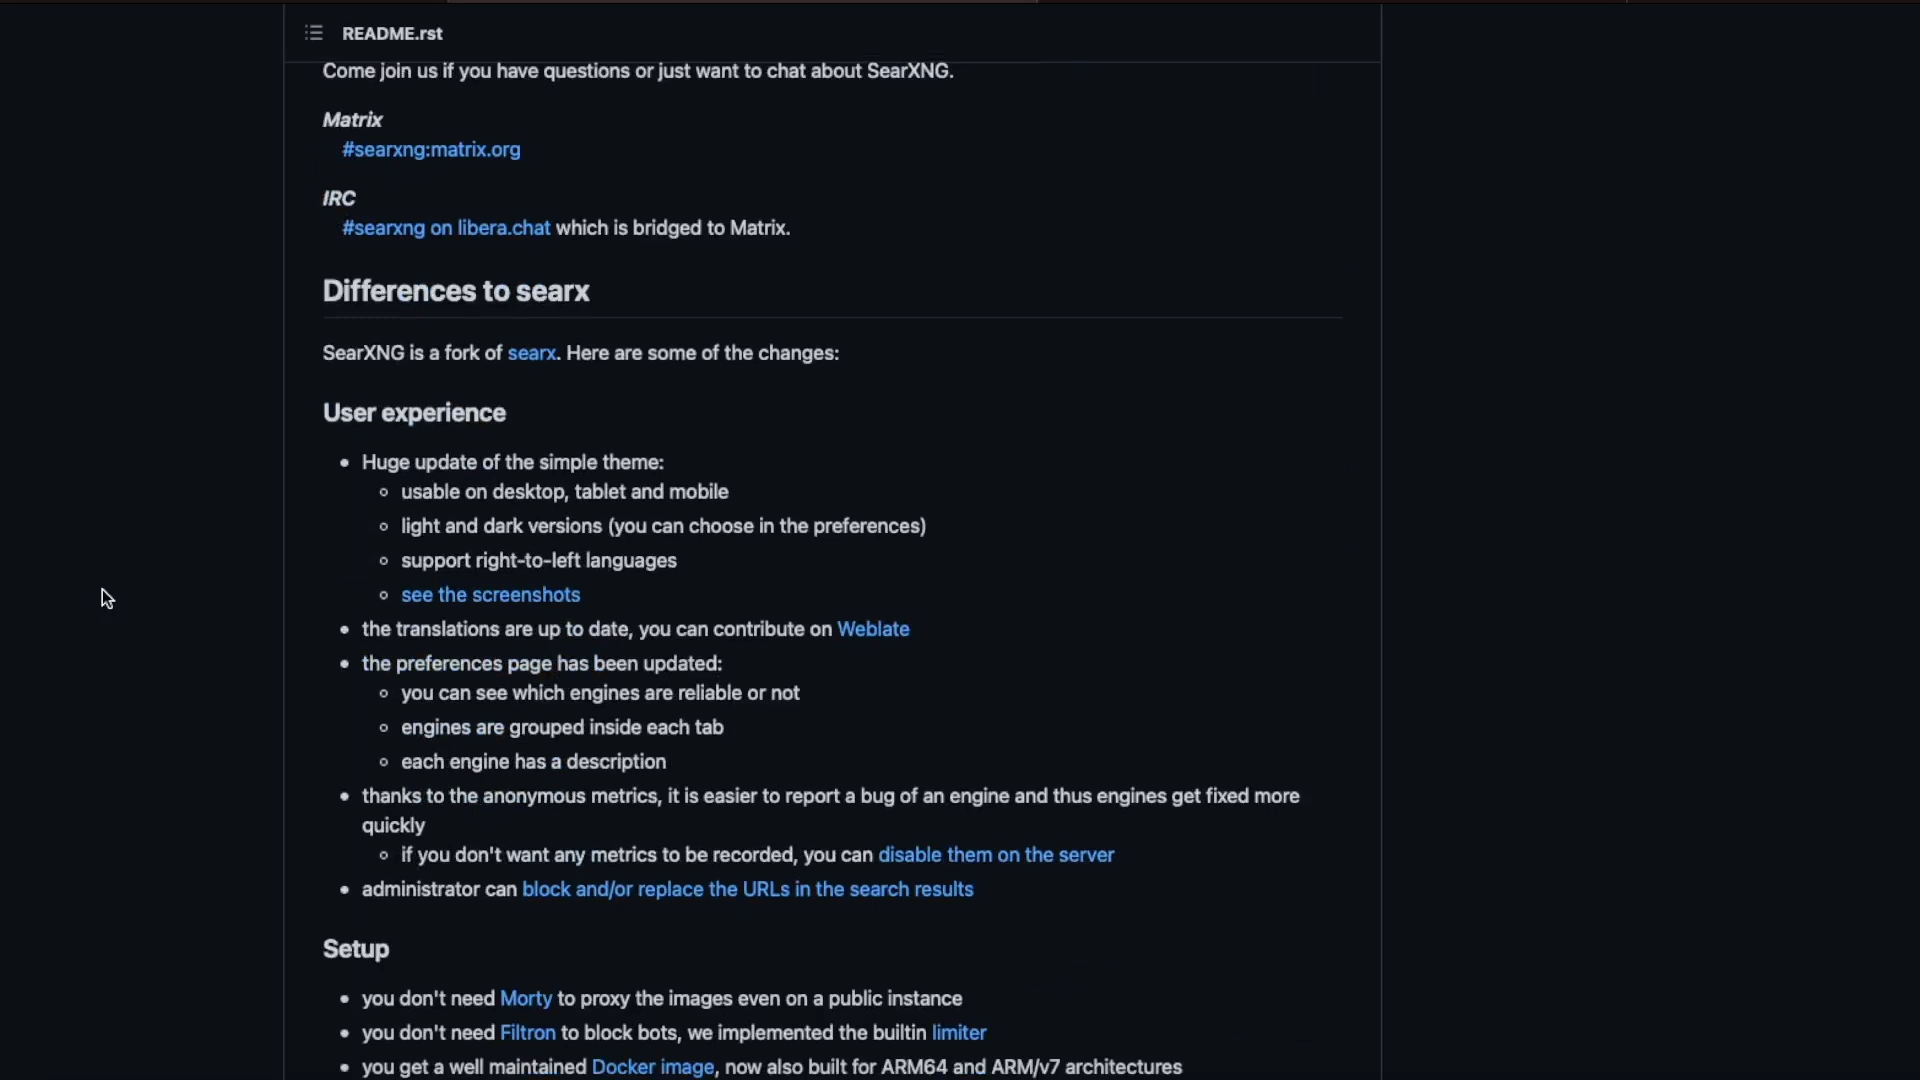 README.rst
Come join us if you have questions or just want to chat about SearXNG.
Matrix
#searxng:matrix.org
IRC
#searxng on libera.chat which is bridged to Matrix.
Differences to searx
SearXNG is a fork of searx. Here are some of the changes:
User experience
Huge update of the simple theme:
usable on desktop, tablet and mobile
light and dark versions (you can choose in the preferences)
support right-to-left languages
see the screenshots
the translations are up to date, you can contribute on Weblate
the preferences page has been updated:
you can see which engines are reliable or not
engines are grouped inside each tab
each engine has a description
thanks to the anonymous metrics, it is easier to report a bug of an engine and thus engines get fixed more
quickly
if you don't want any metrics to be recorded, you can disable them on the server
administrator can block and/or replace the URLs in the search results
Setup
you don't need Morty to proxy the images even on a public instance
you don't need Filtron to block bots, we implemented the builtin limiter
you get a well maintained Docker image, now also built for ARM64 and ARM/v7 architectures